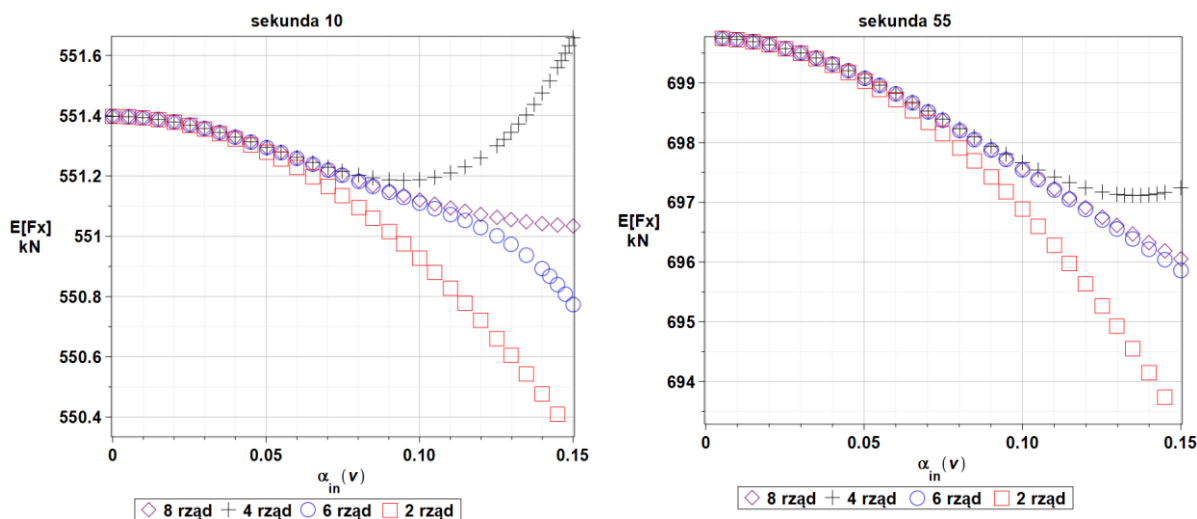 sekunda 10
551.6
551.4
551.2
E[Fx]
kN
551
550.8
550.6
550.4
0
0.05
0.10
0.15
α_in(v)
8 rząd 4 rząd 6 rząd 2 rząd
sekunda 55
699
698
697
E[Fx]
kN
696
695
694
0
0.05
0.10
0.15
α_in(v)
8 rząd 4 rząd 6 rząd 2 rząd